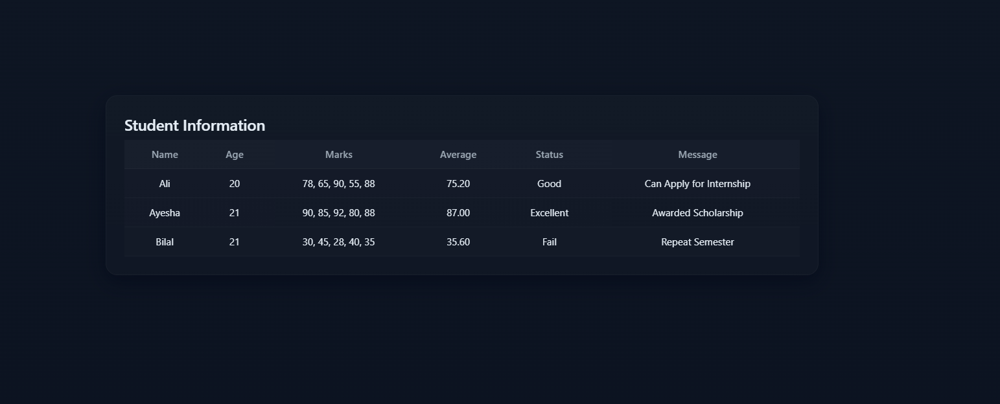 Student Information
Name Age Marks Average Status Message
Ali 20 78, 65, 90, 55, 88 75.20 Good Can Apply for Internship
Ayesha 21 90, 85, 92, 80, 88 87.00 Excellent Awarded Scholarship
Bilal 21 30, 45, 28, 40, 35 35.60 Fail Repeat Semester